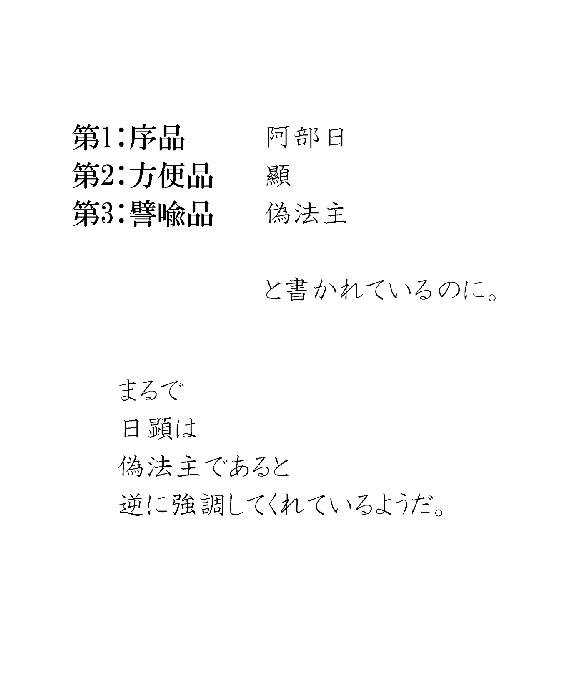 第1：序品　　阿部日
第2：方便品　　顯
第3：譬喩品　　偽法主
と書かれているのに。
まるで
日顕は
偽法主であると
逆に強調してくれているようだ。